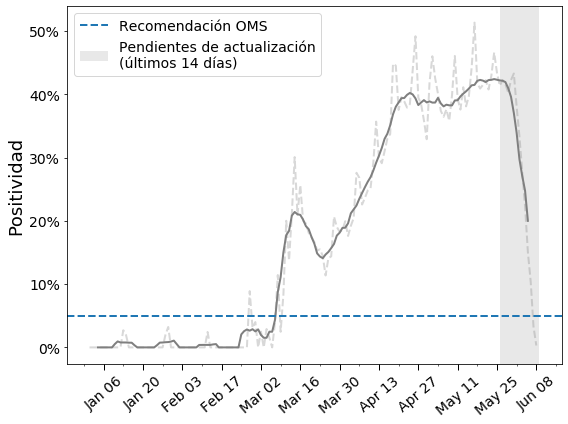 Recomendación OMS
Pendientes de actualización
(últimos 14 días)
Positividad
50%
40%
30%
20%
10%
0%
Jan 06
Jan 20
Feb 03
Feb 17
Mar 02
Mar 16
Mar 30
Apr 13
Apr 27
May 11
May 25
Jun 08